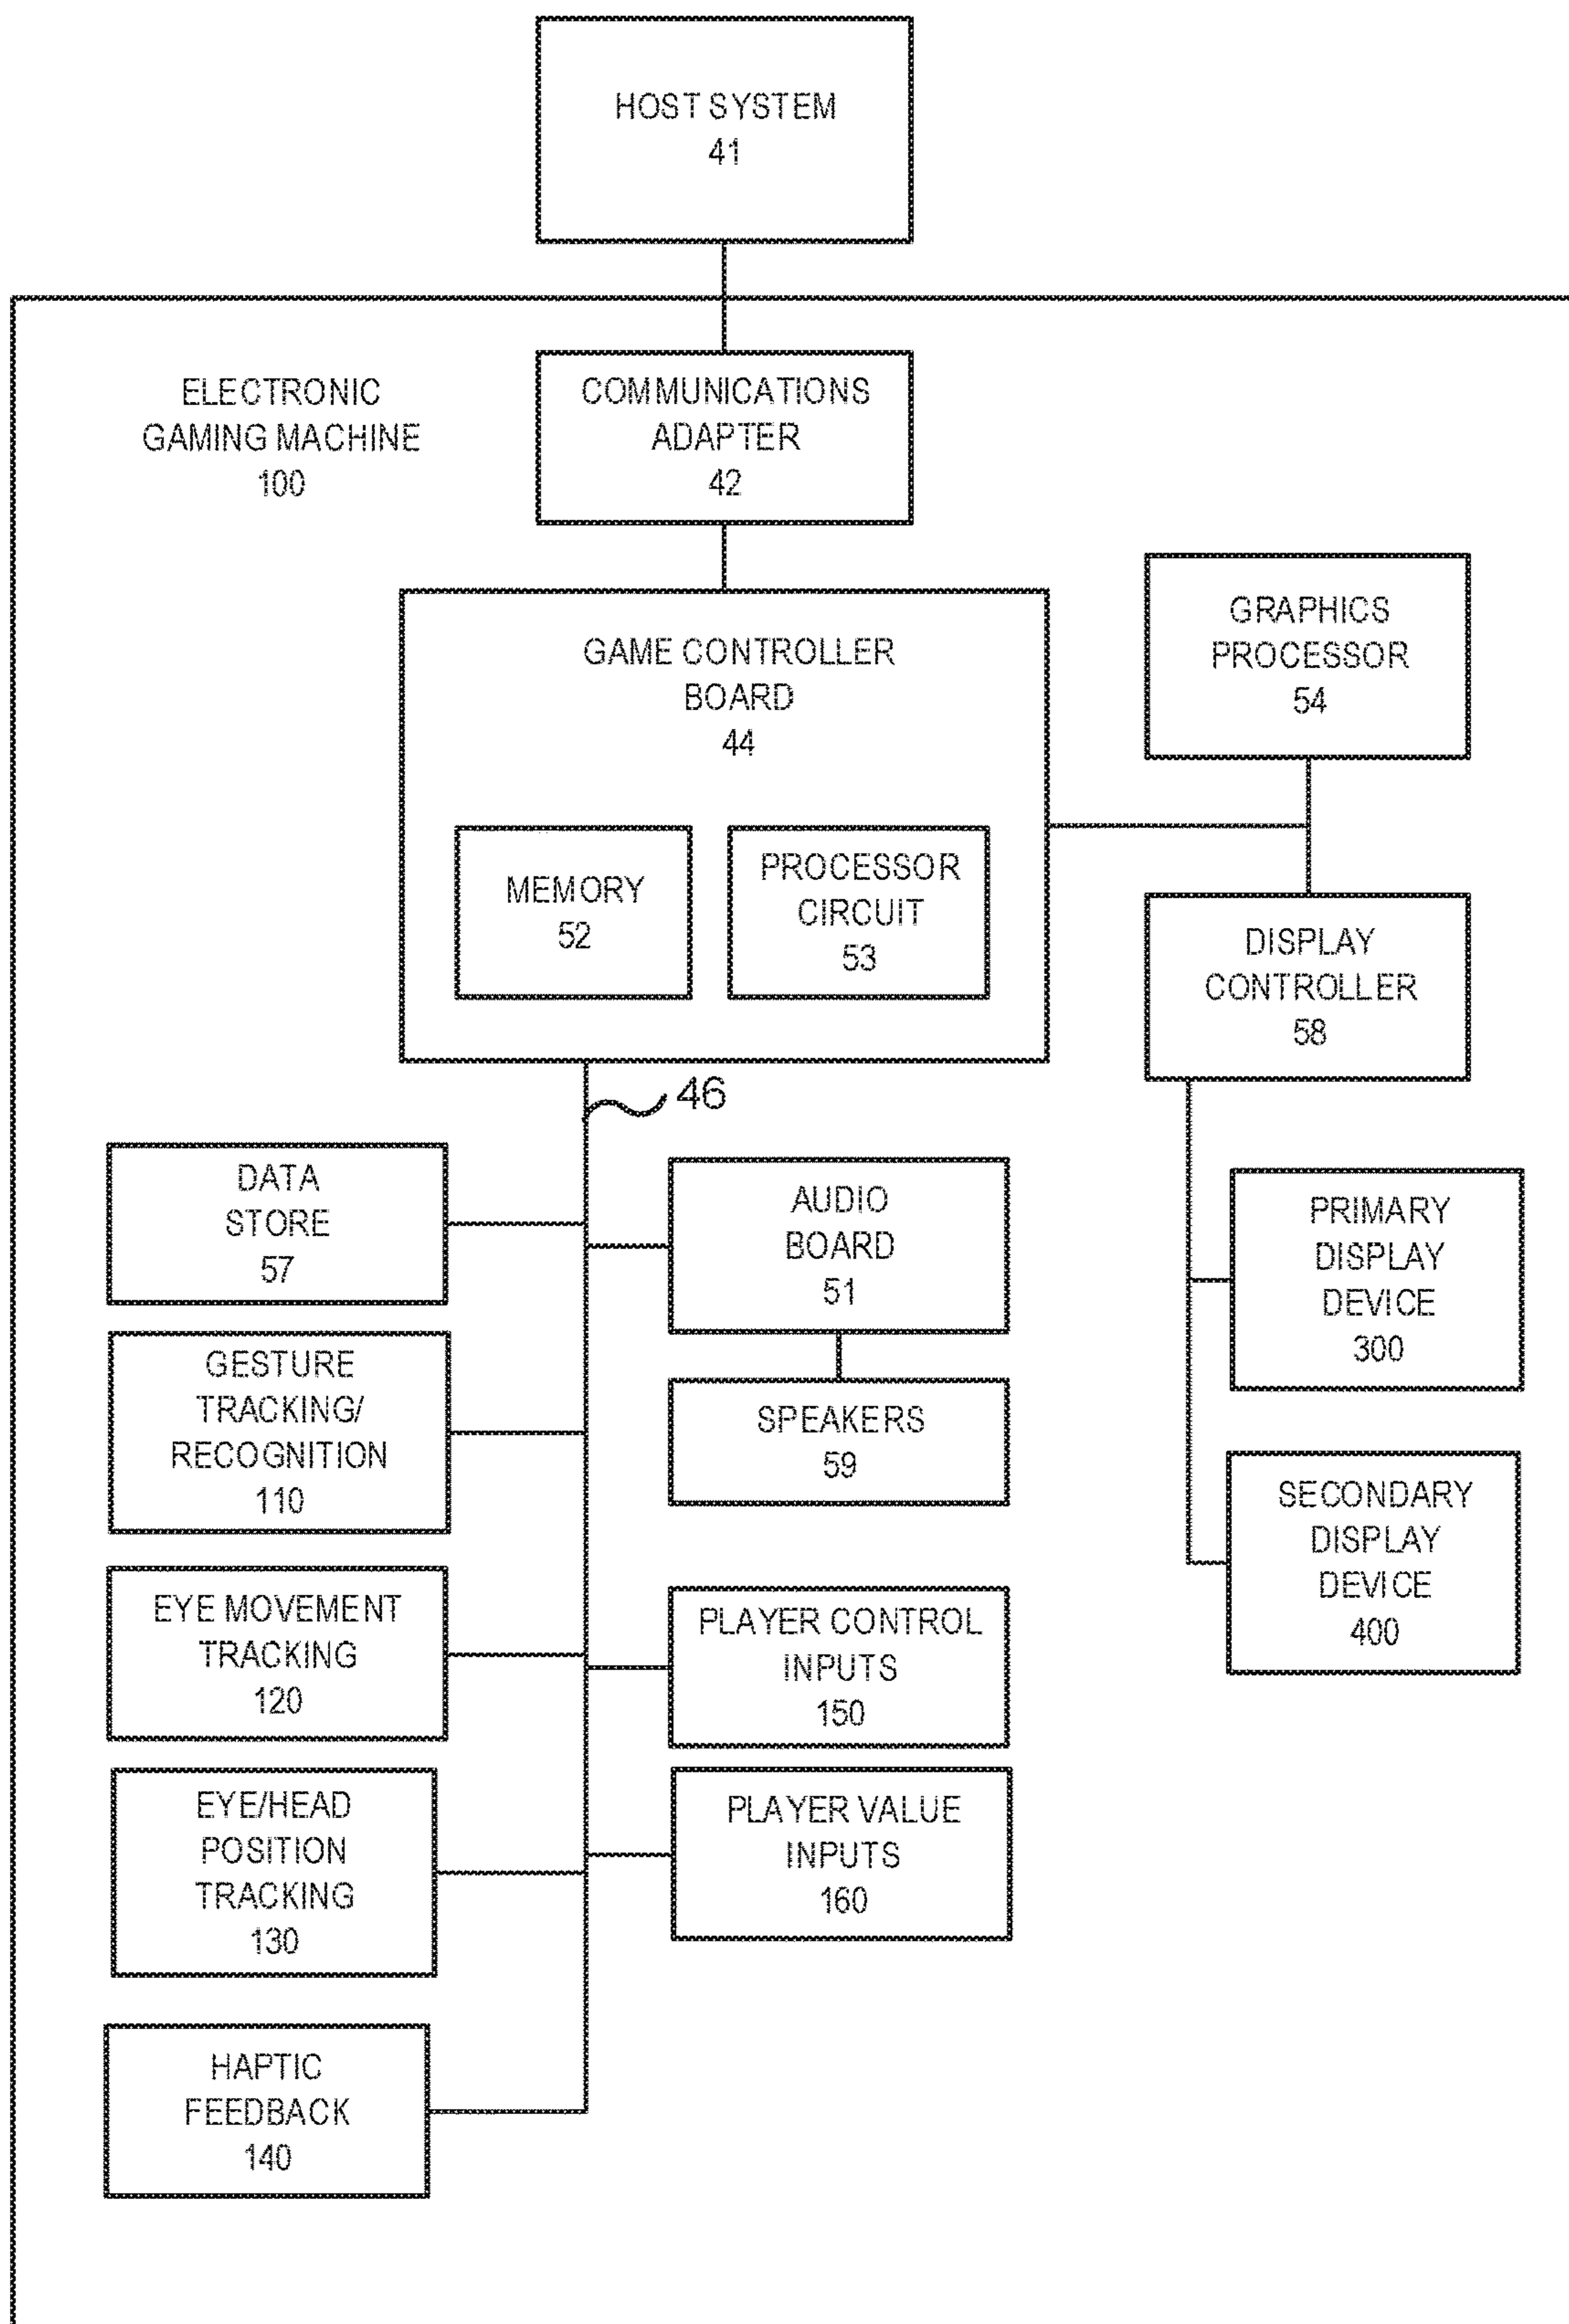 HOST SYSTEM
41
ELECTRONIC
GAMING MACHINE
100
COMMUNICATIONS
ADAPTER
42
GAME CONTROLLER
BOARD
44
MEMORY
52
PROCESSOR
CIRCUIT
53
GRAPHICS
PROCESSOR
54
DISPLAY
CONTROLLER
58
46
DATA
STORE
57
AUDIO
BOARD
51
PRIMARY
DISPLAY
DEVICE
300
GESTURE
TRACKING/
RECOGNITION
110
SPEAKERS
59
SECONDARY
DISPLAY
DEVICE
400
EYE MOVEMENT
TRACKING
120
PLAYER CONTROL
INPUTS
150
EYE/HEAD
POSITION
TRACKING
130
PLAYER VALUE
INPUTS
160
HAPTIC
FEEDBACK
140